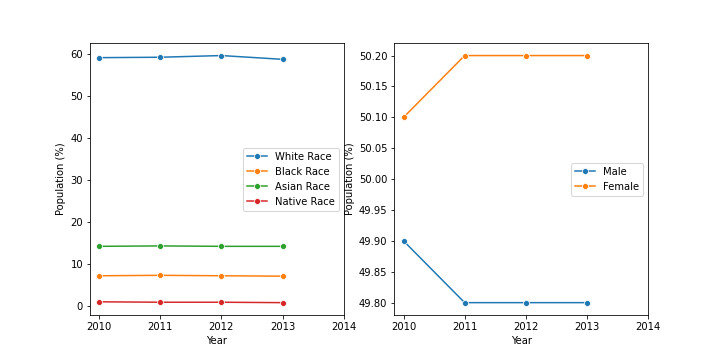 60
50
40
30
20
10
0
Population (%)
2010
2011
2012
2013
2014
Year
White Race
Black Race
Asian Race
Native Race
50.20
50.15
50.10
50.05
50.00
49.95
49.90
49.85
49.80
Population (%)
2010
2011
2012
2013
2014
Year
Male
Female